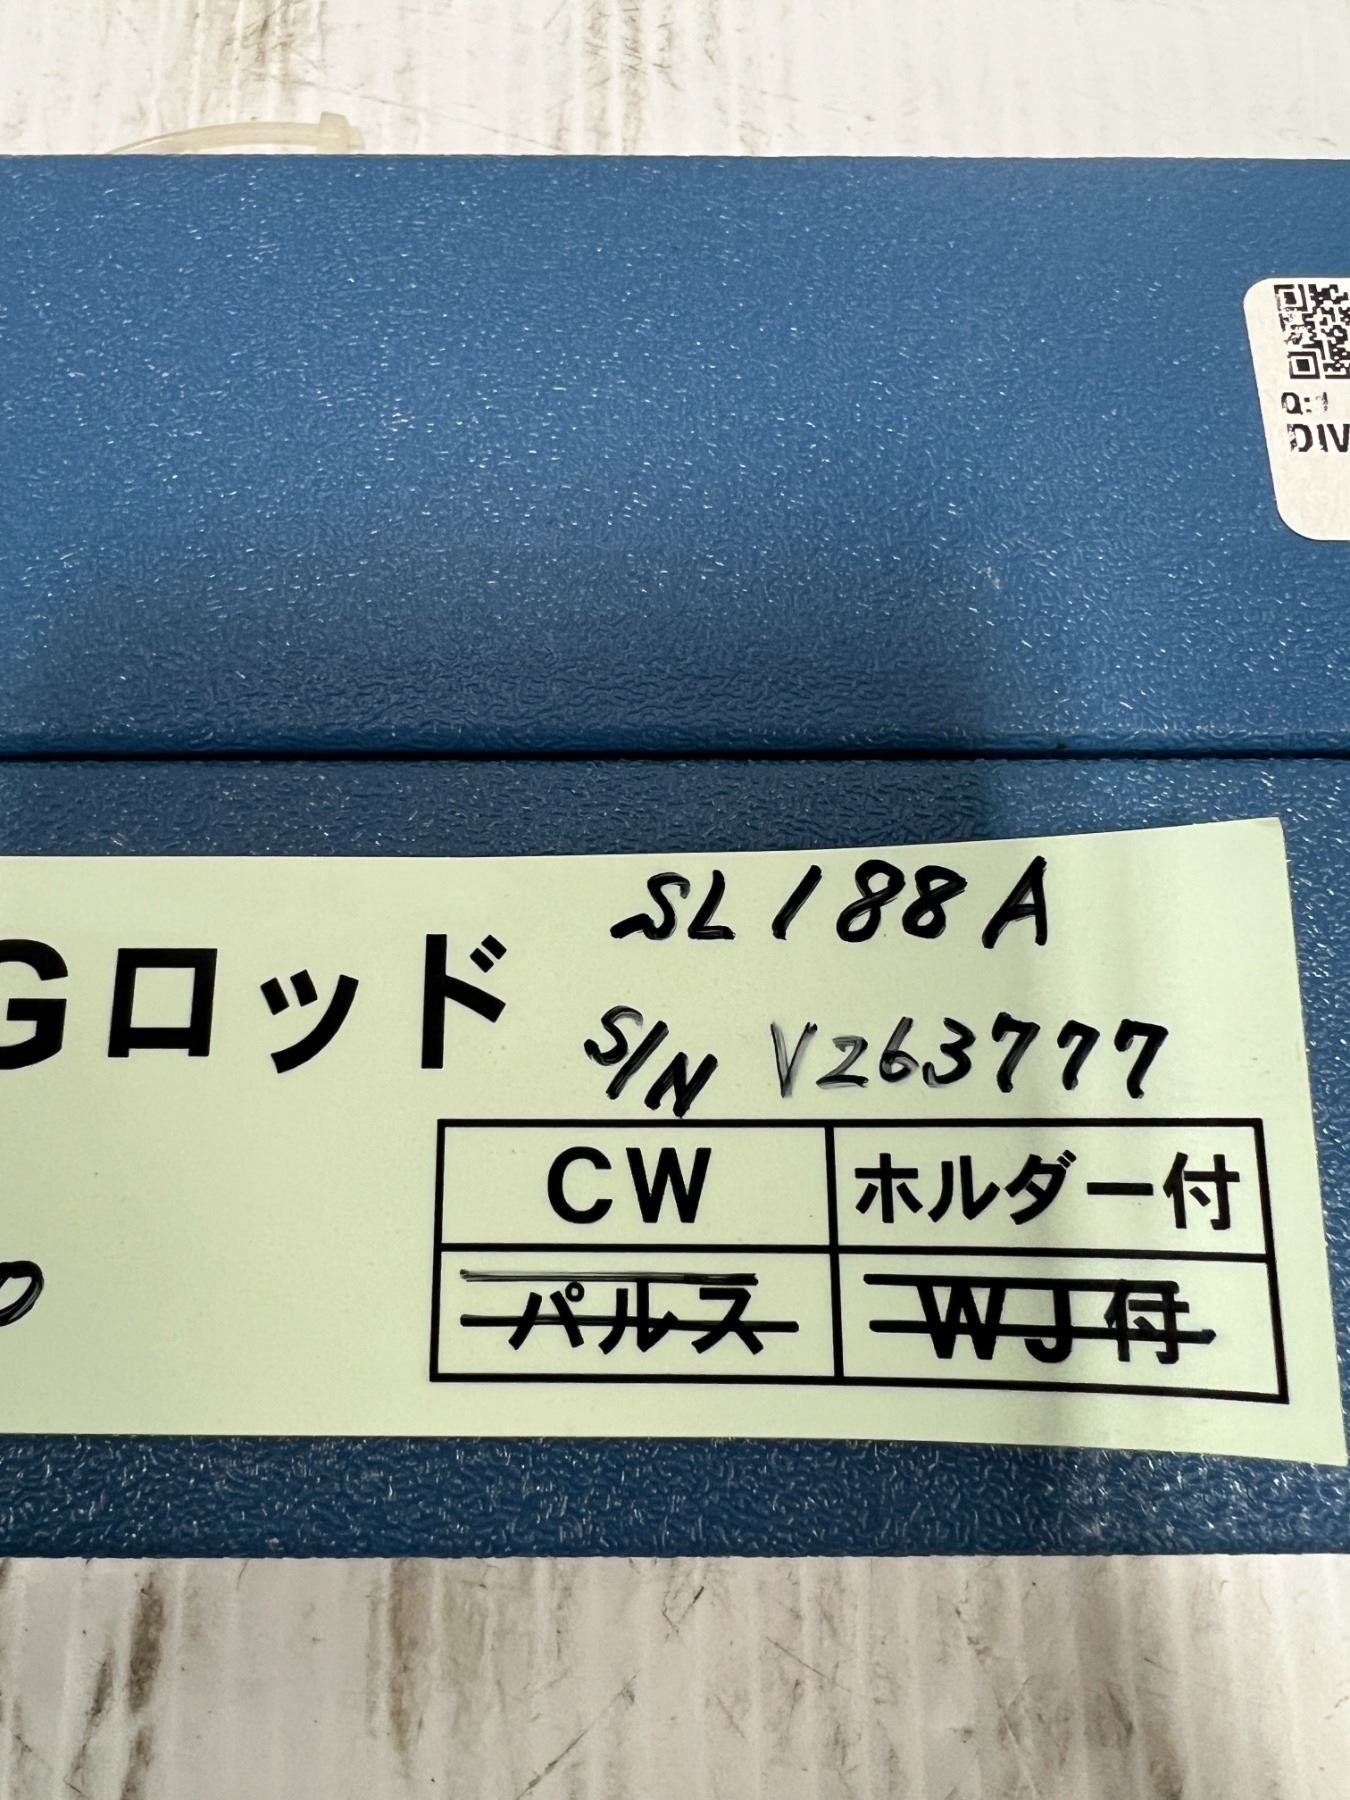 Q:1
DIV
SL188A
Gロッド
S/N V263777
CW ホルダー付
パルス WJ付